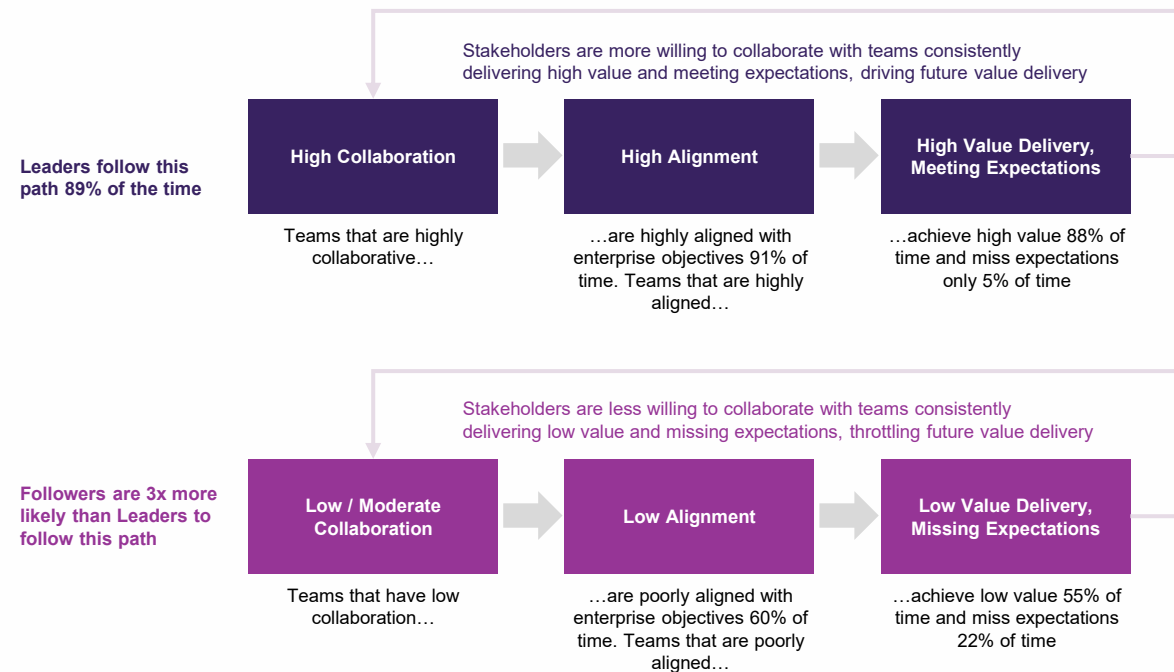 Stakeholders are more willing to collaborate with teams consistently
delivering high value and meeting expectations, driving future value delivery
Leaders follow this
path 89% of the time
High Collaboration
High Alignment
High Value Delivery,
Meeting Expectations
Teams that are highly
collaborative…
…are highly aligned with
enterprise objectives 91% of
time. Teams that are highly
aligned…
…achieve high value 88% of
time and miss expectations
only 5% of time
Stakeholders are less willing to collaborate with teams consistently
delivering low value and missing expectations, throttling future value delivery
Followers are 3x more
likely than Leaders to
follow this path
Low / Moderate
Collaboration
Low Alignment
Low Value Delivery,
Missing Expectations
Teams that have low
collaboration…
…are poorly aligned with
enterprise objectives 60% of
time. Teams that are poorly
aligned…
…achieve low value 55% of
time and miss expectations
22% of time